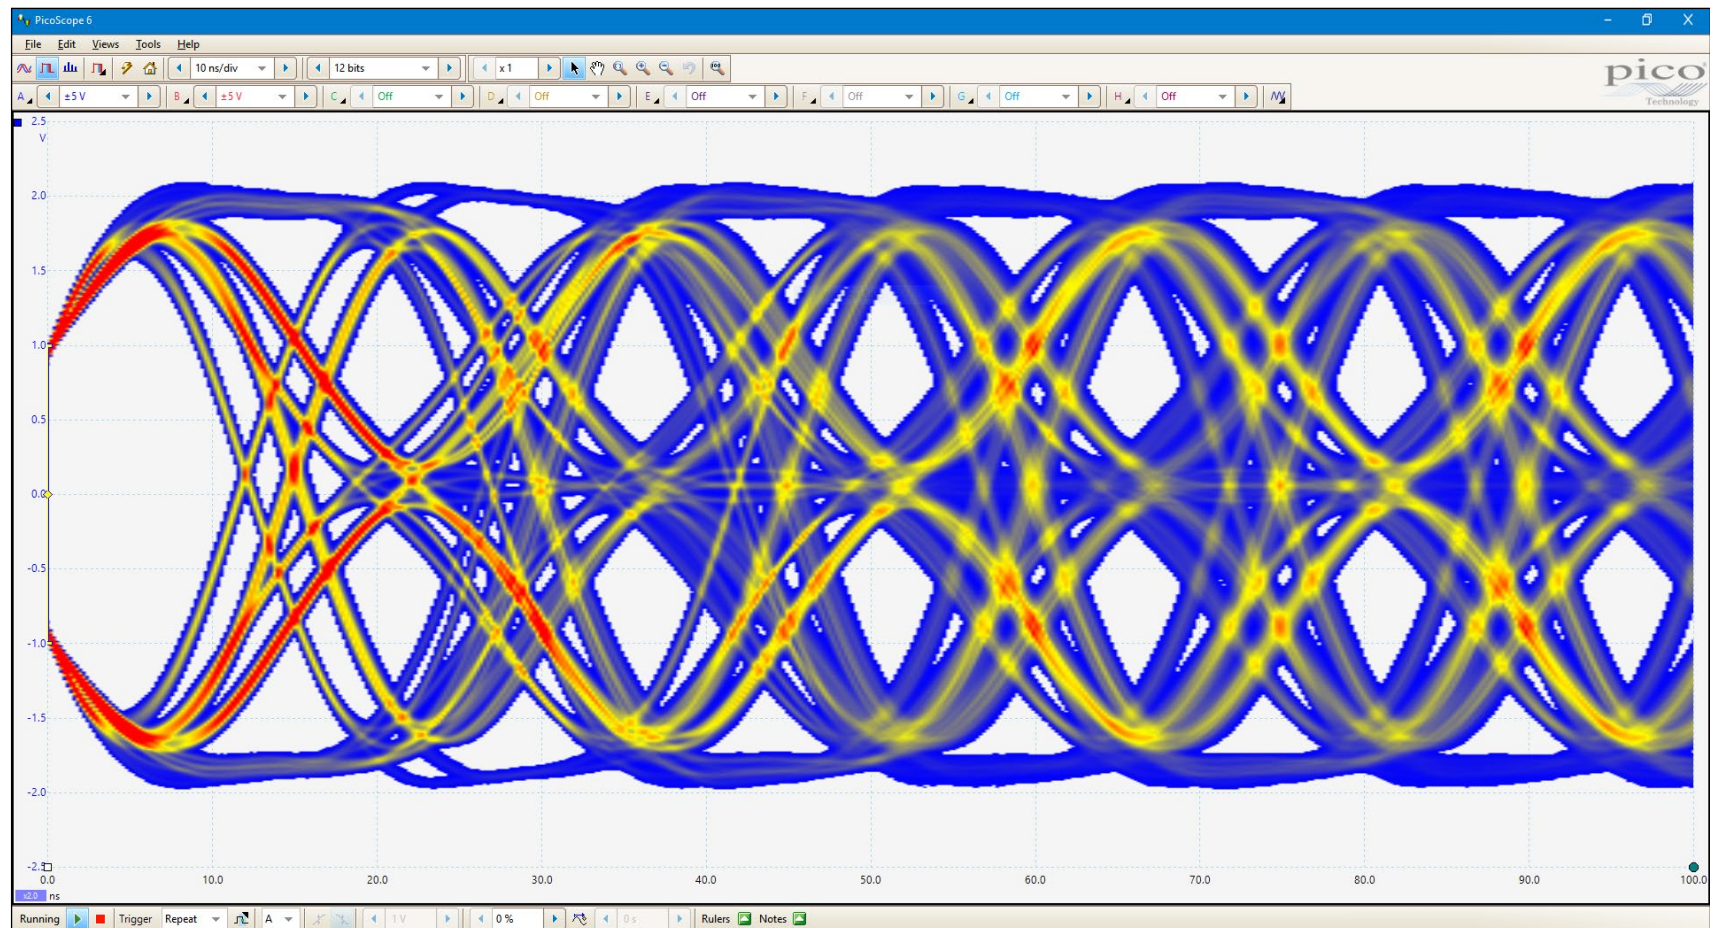 PicoScope 6
File Edit Views Tools Help
10 ns/div 12 bits x 1
pico
Technology
A ±5 V B ±5 V C Off D Off E Off F Off G Off H Off
2.5
V
2.0
1.5
1.0
0.5
0.0
-0.5
-1.0
-1.5
-2.0
-2.5
0.0 10.0 20.0 30.0 40.0 50.0 60.0 70.0 80.0 90.0 100.0
x2.0 ns
Running Trigger Repeat A 1 V 0 % 0 s Rulers Notes